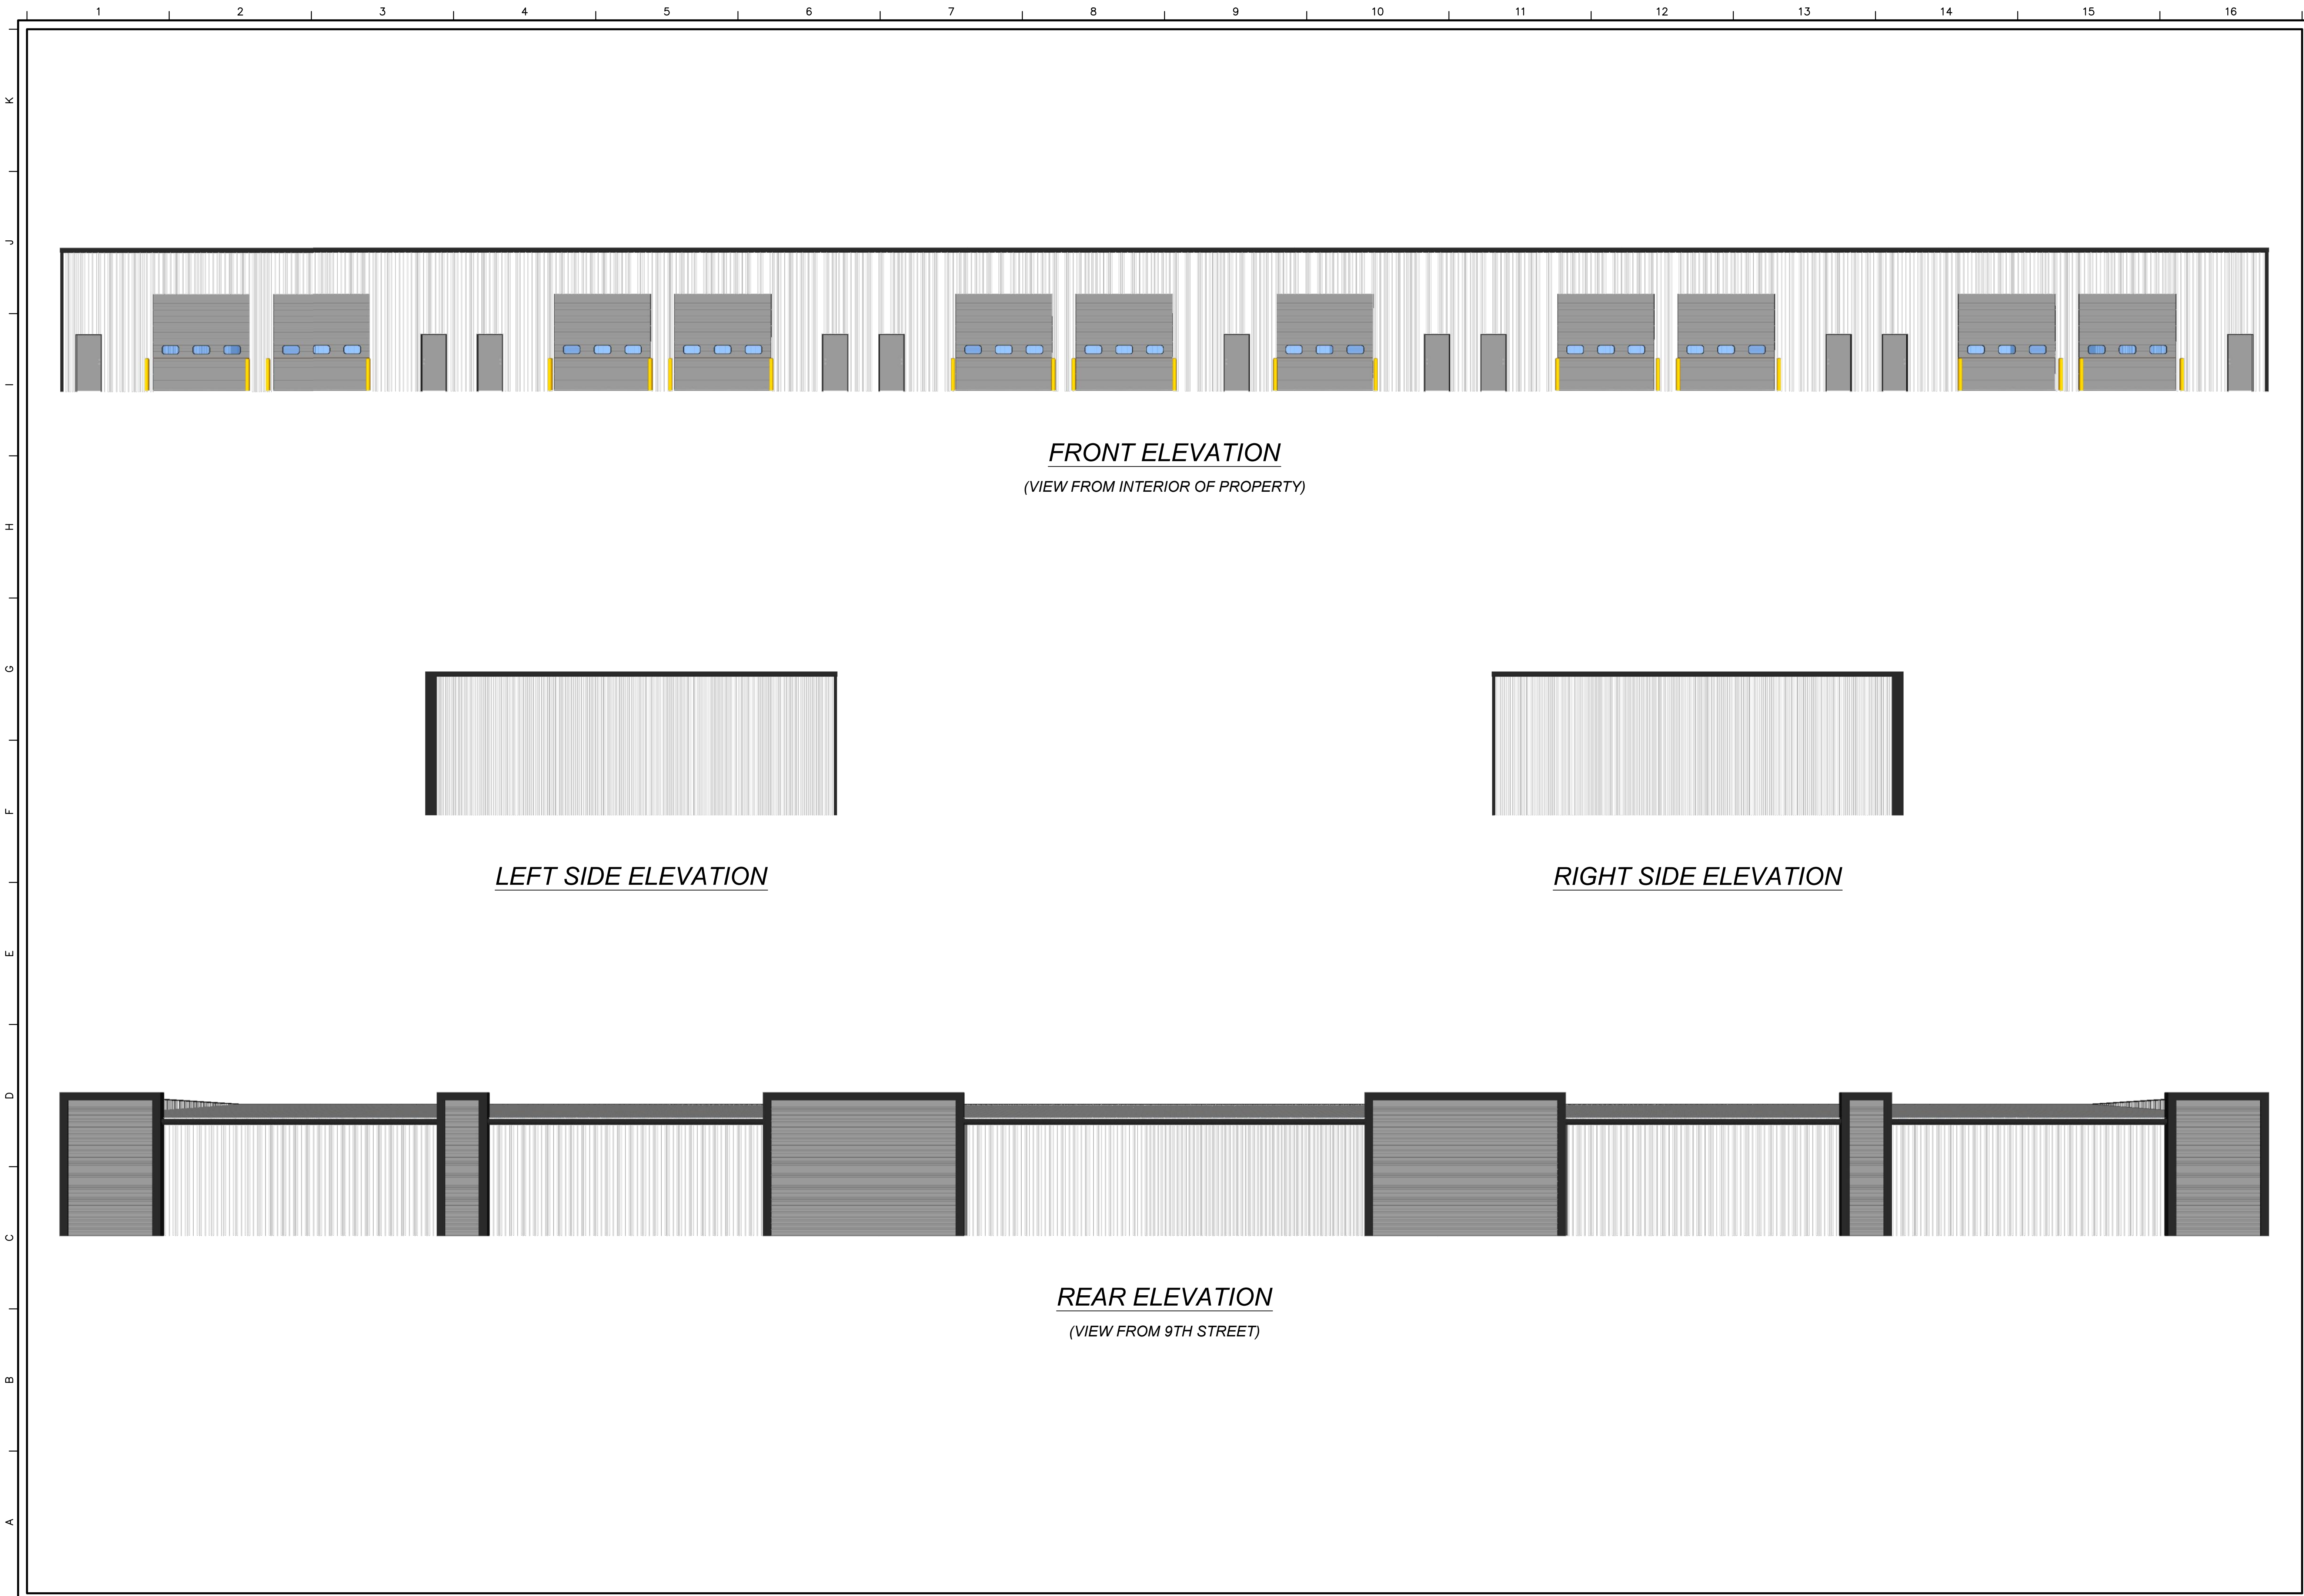 1 2 3 4 5 6 7 8 9 10 11 12 13 14 15 16
K
J
I
FRONT ELEVATION
(VIEW FROM INTERIOR OF PROPERTY)
H
G
F
LEFT SIDE ELEVATION RIGHT SIDE ELEVATION
E
D
C
REAR ELEVATION
(VIEW FROM 9TH STREET)
B
A